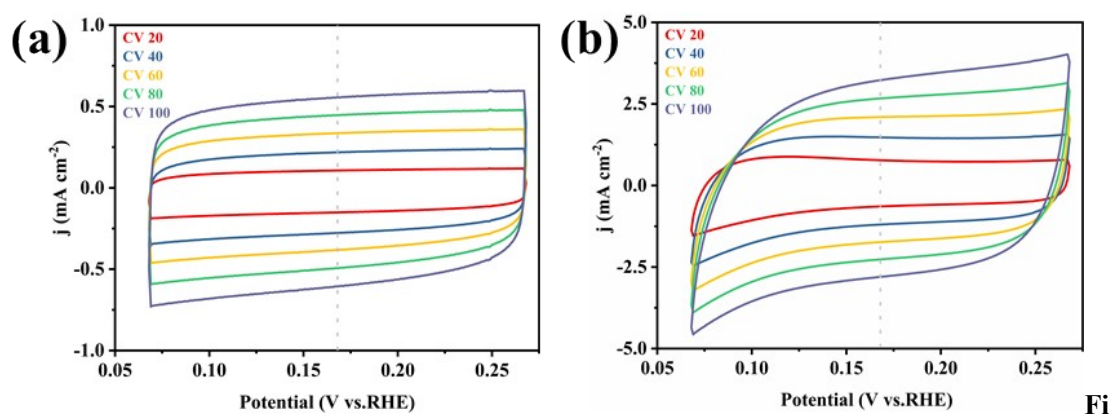 (a)
CV 20
CV 40
CV 60
CV 80
CV 100
1.0
0.5
0.0
-0.5
-1.0
j (mA cm⁻²)
0.05 0.10 0.15 0.20 0.25
Potential (V vs.RHE)
(b)
CV 20
CV 40
CV 60
CV 80
CV 100
5.0
2.5
0.0
-2.5
-5.0
j (mA cm⁻²)
0.05 0.10 0.15 0.20 0.25
Potential (V vs.RHE)
Fi